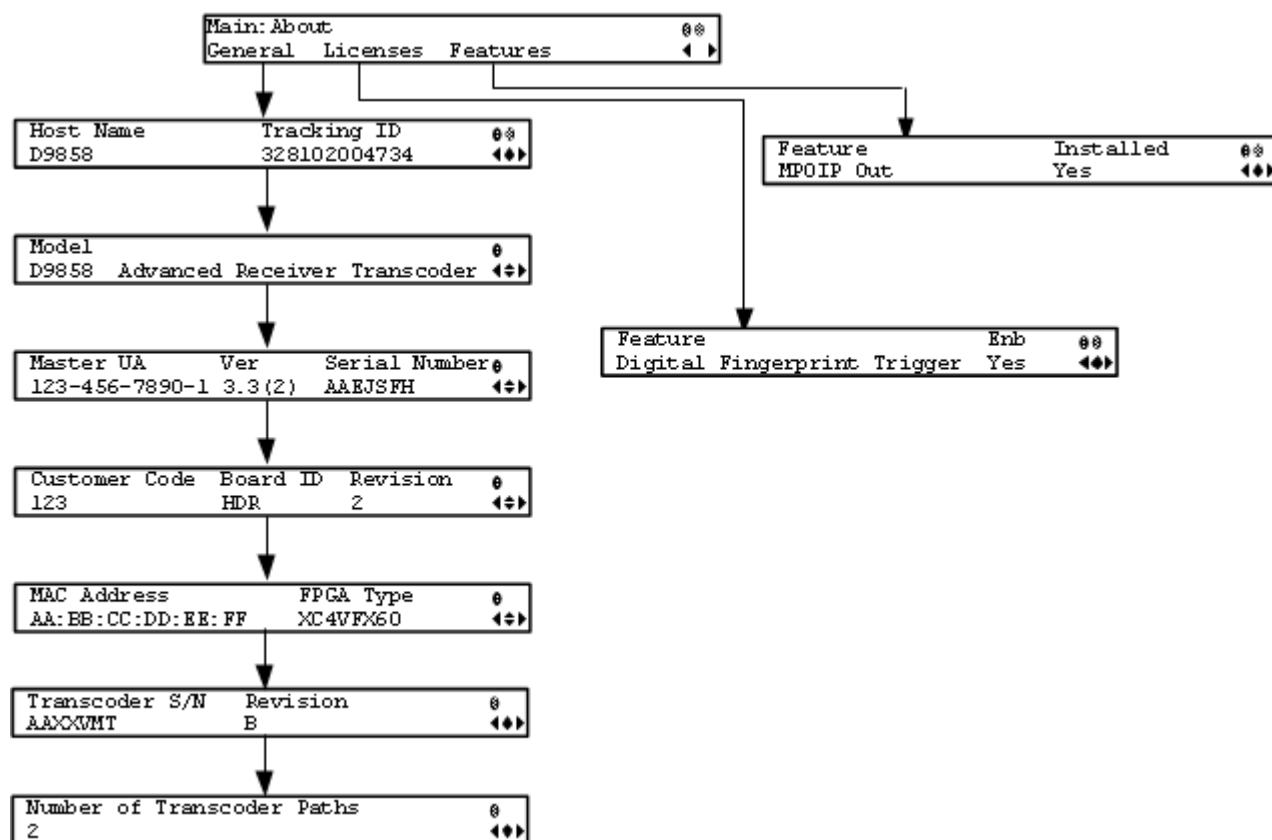 Main:About
General Licenses Features
Host Name Tracking ID
D9858 328102004734
Feature Installed
MPOIP Out Yes
Model
D9858 Advanced Receiver Transcoder
Feature Enb
Digital Fingerprint Trigger Yes
Master UA Ver Serial Number
123-456-7890-1 3.3(2) AAEJSFH
Customer Code Board ID Revision
123 HDR 2
MAC Address FPGA Type
AA:BB:CC:DD:EE:FF XC4VFX60
Transcoder S/N Revision
AAXXVMT B
Number of Transcoder Paths
2